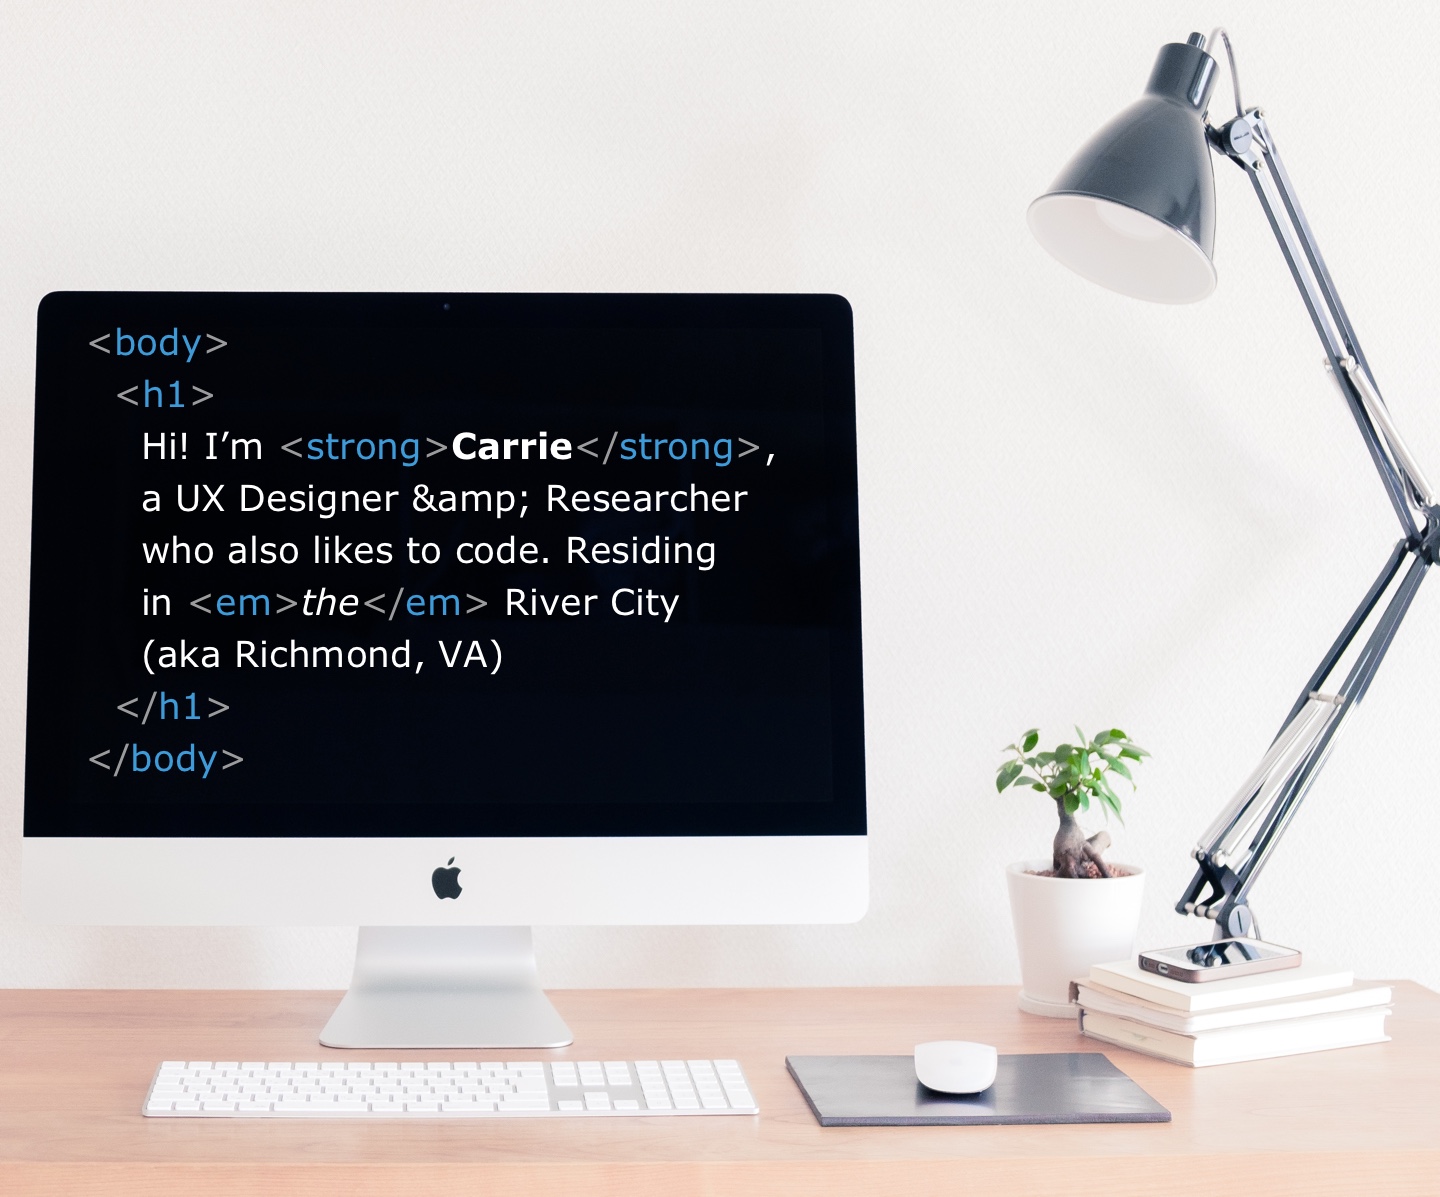 <body>
<h1>
Hi! I’m <strong>Carrie</strong>,
a UX Designer &amp; Researcher
who also likes to code. Residing
in <em>the</em> River City
(aka Richmond, VA)
</h1>
</body>